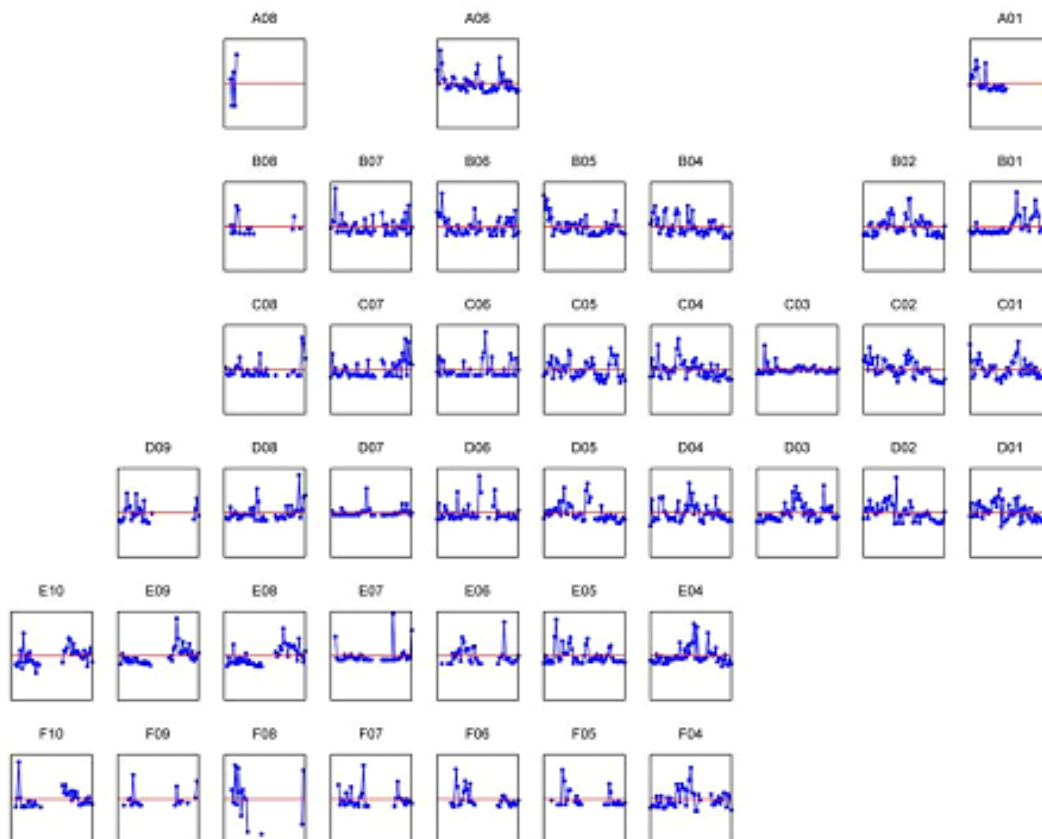 A08 A06 A01
B08 B07 B06 B05 B04 B02 B01
C08 C07 C06 C05 C04 C03 C02 C01
D09 D08 D07 D06 D05 D04 D03 D02 D01
E10 E09 E08 E07 E06 E05 E04
F10 F09 F08 F07 F06 F05 F04